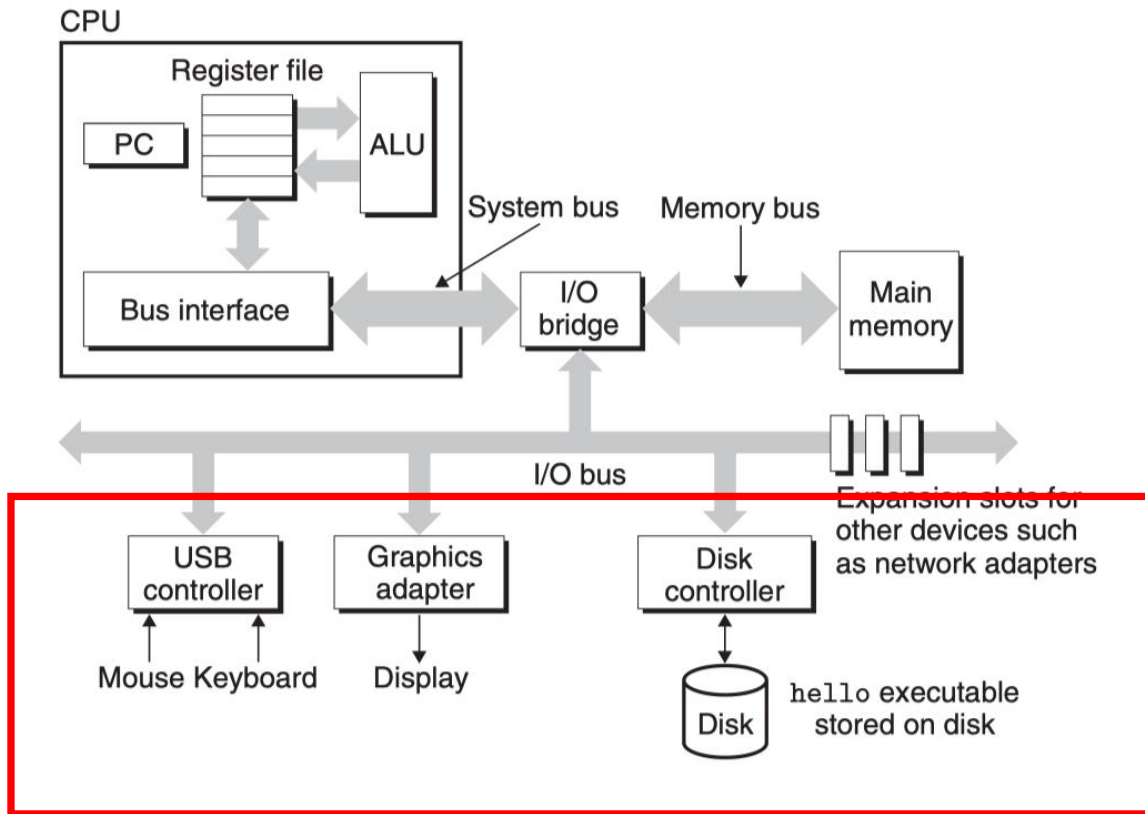 CPU
Register file
PC
ALU
System bus
Memory bus
Bus interface
I/O
bridge
Main
memory
I/O bus
Expansion slots for
other devices such
as network adapters
USB
controller
Graphics
adapter
Disk
controller
Mouse Keyboard
Display
Disk
hello executable
stored on disk